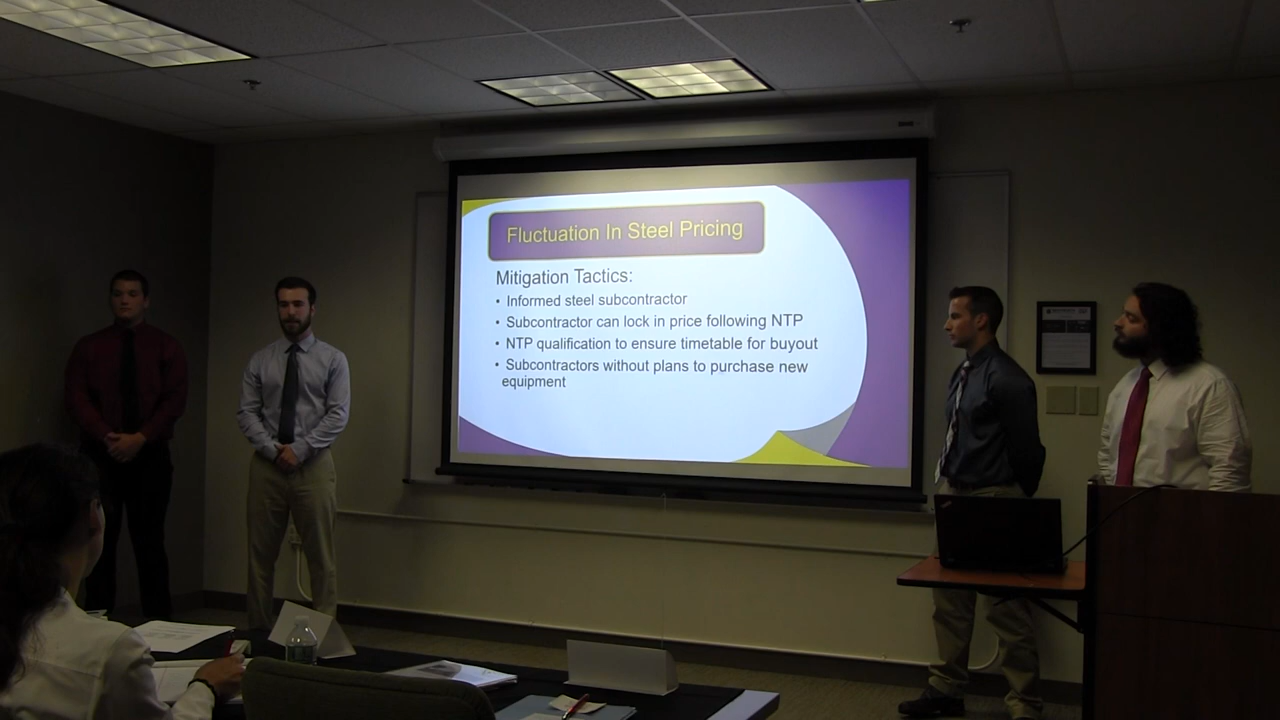 Fluctuation In Steel Pricing
Mitigation Tactics:
• Informed steel subcontractor
• Subcontractor can lock in price following NTP
• NTP qualification to ensure timetable for buyout
• Subcontractors without plans to purchase new
equipment